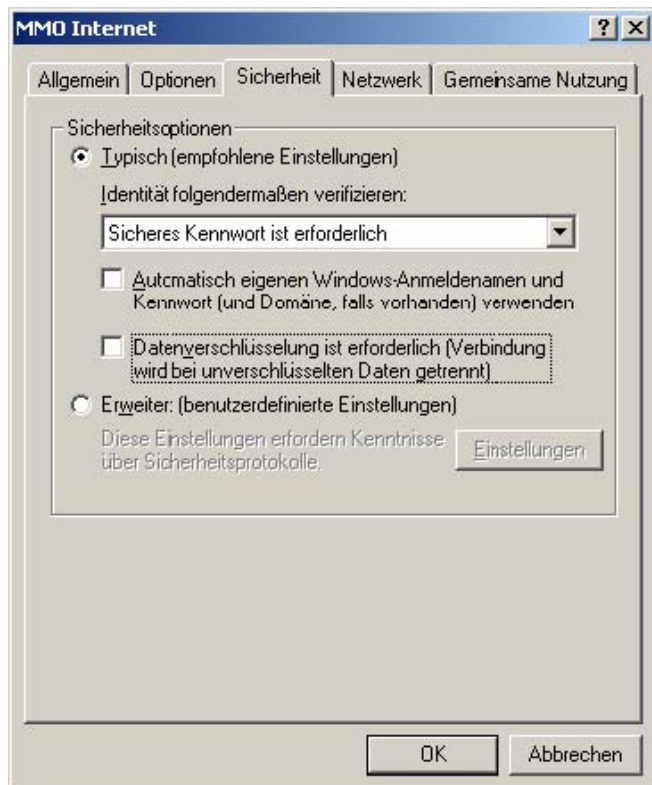 MMO Internet
Allgemein Optionen Sicherheit Netzwerk Gemeinsame Nutzung
Sicherheitsoptionen
Typisch (empfohlene Einstellungen)
Identität folgendermaßen verifizieren:
Sicheres Kennwort ist erforderlich
Automatisch eigenen Windows-Anmeldenamen und
Kennwort (und Domäne, falls vorhanden) verwenden
Datenverschlüsselung ist erforderlich (Verbindung
wird bei unverschlüsselten Daten getrennt)
Erweitert (benutzerdefinierte Einstellungen)
Diese Einstellungen erfordern Kenntnisse
über Sicherheitsprotokolle.
Einstellungen
OK Abbrechen